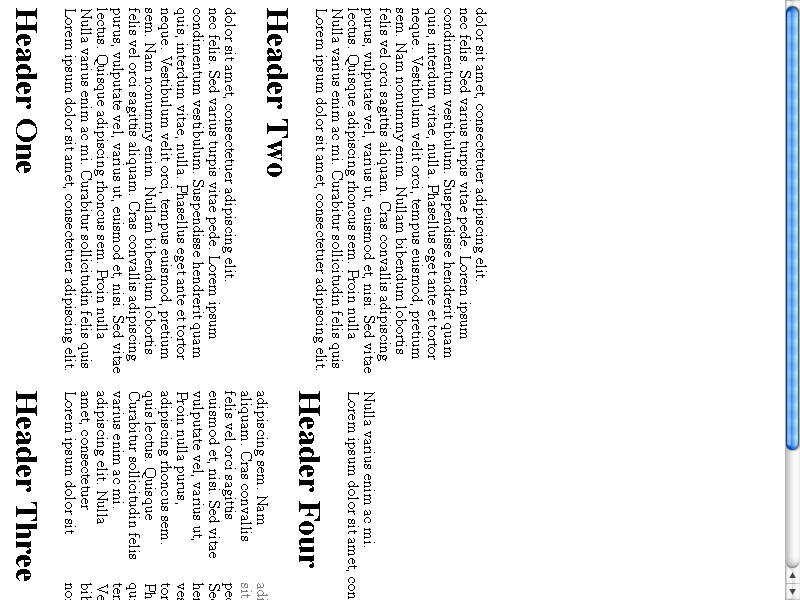 Header One
Lorem ipsum dolor sit amet, consectetuer adipiscing elit.
Nulla varius enim ac mi. Curabitur sollicitudin felis quis
lectus. Quisque adipiscing rhoncus sem. Proin nulla
purus, vulputate vel, varius ut, euismod et, nisi. Sed vitae
felis vel orci sagittis aliquam. Cras convallis adipiscing
sem. Nam nonummy enim. Nullam bibendum lobortis
neque. Vestibulum velit orci, tempus euismod, pretium
quis, interdum vitae, nulla. Phasellus eget ante et tortor
condimentum vestibulum. Suspendisse hendrerit quam
nec felis. Sed varius turpis vitae pede. Lorem ipsum
dolor sit amet, consectetuer adipiscing elit.
Header Two
Lorem ipsum dolor sit amet, consectetuer adipiscing elit.
Nulla varius enim ac mi. Curabitur sollicitudin felis quis
lectus. Quisque adipiscing rhoncus sem. Proin nulla
purus, vulputate vel, varius ut, euismod et, nisi. Sed vitae
felis vel orci sagittis aliquam. Cras convallis adipiscing
sem. Nam nonummy enim. Nullam bibendum lobortis
neque. Vestibulum velit orci, tempus euismod, pretium
quis, interdum vitae, nulla. Phasellus eget ante et tortor
condimentum vestibulum. Suspendisse hendrerit quam
nec felis. Sed varius turpis vitae pede. Lorem ipsum
dolor sit amet, consectetuer adipiscing elit.
Header Three
Lorem ipsum dolor sit
amet, consectetuer
adipiscing elit. Nulla
varius enim ac mi.
Curabitur sollicitudin felis
quis lectus. Quisque
adipiscing rhoncus sem.
Proin nulla purus,
vulputate vel, varius ut,
euismod et, nisi. Sed vitae
felis vel orci sagittis
aliquam. Cras convallis
adipiscing sem. Nam
Header Four
Lorem ipsum dolor sit amet, con
Nulla varius enim ac mi.